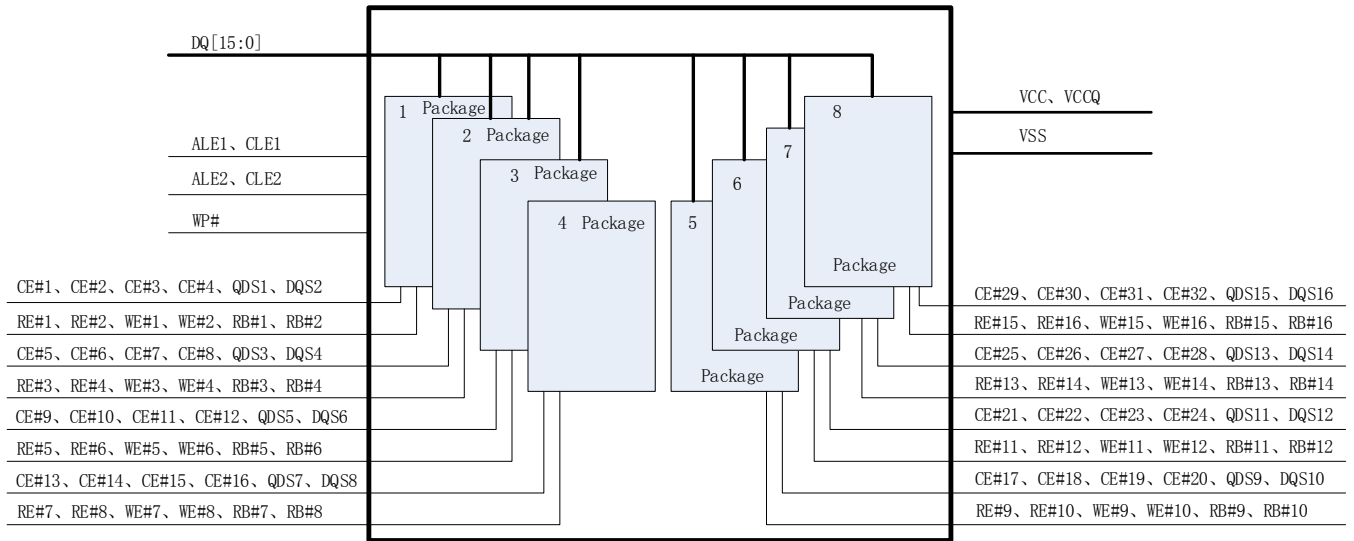 DQ[15:0]
ALE1、CLE1
ALE2、CLE2
WP#
CE#1、CE#2、CE#3、CE#4、QDS1、DQS2
RE#1、RE#2、WE#1、WE#2、RB#1、RB#2
CE#5、CE#6、CE#7、CE#8、QDS3、DQS4
RE#3、RE#4、WE#3、WE#4、RB#3、RB#4
CE#9、CE#10、CE#11、CE#12、QDS5、DQS6
RE#5、RE#6、WE#5、WE#6、RB#5、RB#6
CE#13、CE#14、CE#15、CE#16、QDS7、DQS8
RE#7、RE#8、WE#7、WE#8、RB#7、RB#8
1 Package
2 Package
3 Package
4 Package
5
Package
6
Package
7
Package
8
Package
VCC、VCCQ
VSS
CE#29、CE#30、CE#31、CE#32、QDS15、DQS16
RE#15、RE#16、WE#15、WE#16、RB#15、RB#16
CE#25、CE#26、CE#27、CE#28、QDS13、DQS14
RE#13、RE#14、WE#13、WE#14、RB#13、RB#14
CE#21、CE#22、CE#23、CE#24、QDS11、DQS12
RE#11、RE#12、WE#11、WE#12、RB#11、RB#12
CE#17、CE#18、CE#19、CE#20、QDS9、DQS10
RE#9、RE#10、WE#9、WE#10、RB#9、RB#10